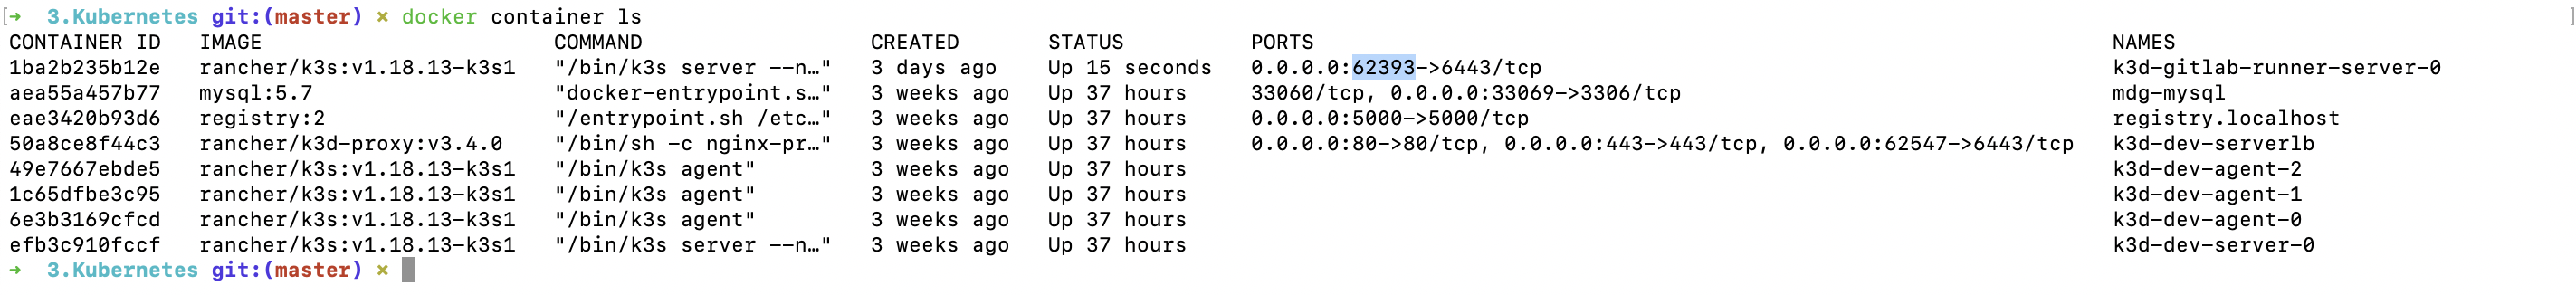 [➜  3.Kubernetes git:(master) ✗ docker container ls ]
CONTAINER ID   IMAGE                      COMMAND                  CREATED       STATUS          PORTS                                                              NAMES
1ba2b235b12e   rancher/k3s:v1.18.13-k3s1   "/bin/k3s server --n…"   3 days ago    Up 15 seconds   0.0.0.0:62393->6443/tcp                                            k3d-gitlab-runner-server-0
aea55a457b77   mysql:5.7                   "docker-entrypoint.s…"   3 weeks ago   Up 37 hours     33060/tcp, 0.0.0.0:33069->3306/tcp                                 mdg-mysql
eae3420b93d6   registry:2                  "/entrypoint.sh /etc…"   3 weeks ago   Up 37 hours     0.0.0.0:5000->5000/tcp                                             registry.localhost
50a8ce8f44c3   rancher/k3d-proxy:v3.4.0    "/bin/sh -c nginx-pr…"   3 weeks ago   Up 37 hours     0.0.0.0:80->80/tcp, 0.0.0.0:443->443/tcp, 0.0.0.0:62547->6443/tcp   k3d-dev-serverlb
49e7667ebde5   rancher/k3s:v1.18.13-k3s1   "/bin/k3s agent"         3 weeks ago   Up 37 hours                                                                        k3d-dev-agent-2
1c65dfbe3c95   rancher/k3s:v1.18.13-k3s1   "/bin/k3s agent"         3 weeks ago   Up 37 hours                                                                        k3d-dev-agent-1
6e3b3169cfcd   rancher/k3s:v1.18.13-k3s1   "/bin/k3s agent"         3 weeks ago   Up 37 hours                                                                        k3d-dev-agent-0
efb3c910fccf   rancher/k3s:v1.18.13-k3s1   "/bin/k3s server --n…"   3 weeks ago   Up 37 hours                                                                        k3d-dev-server-0
➜  3.Kubernetes git:(master) ✗